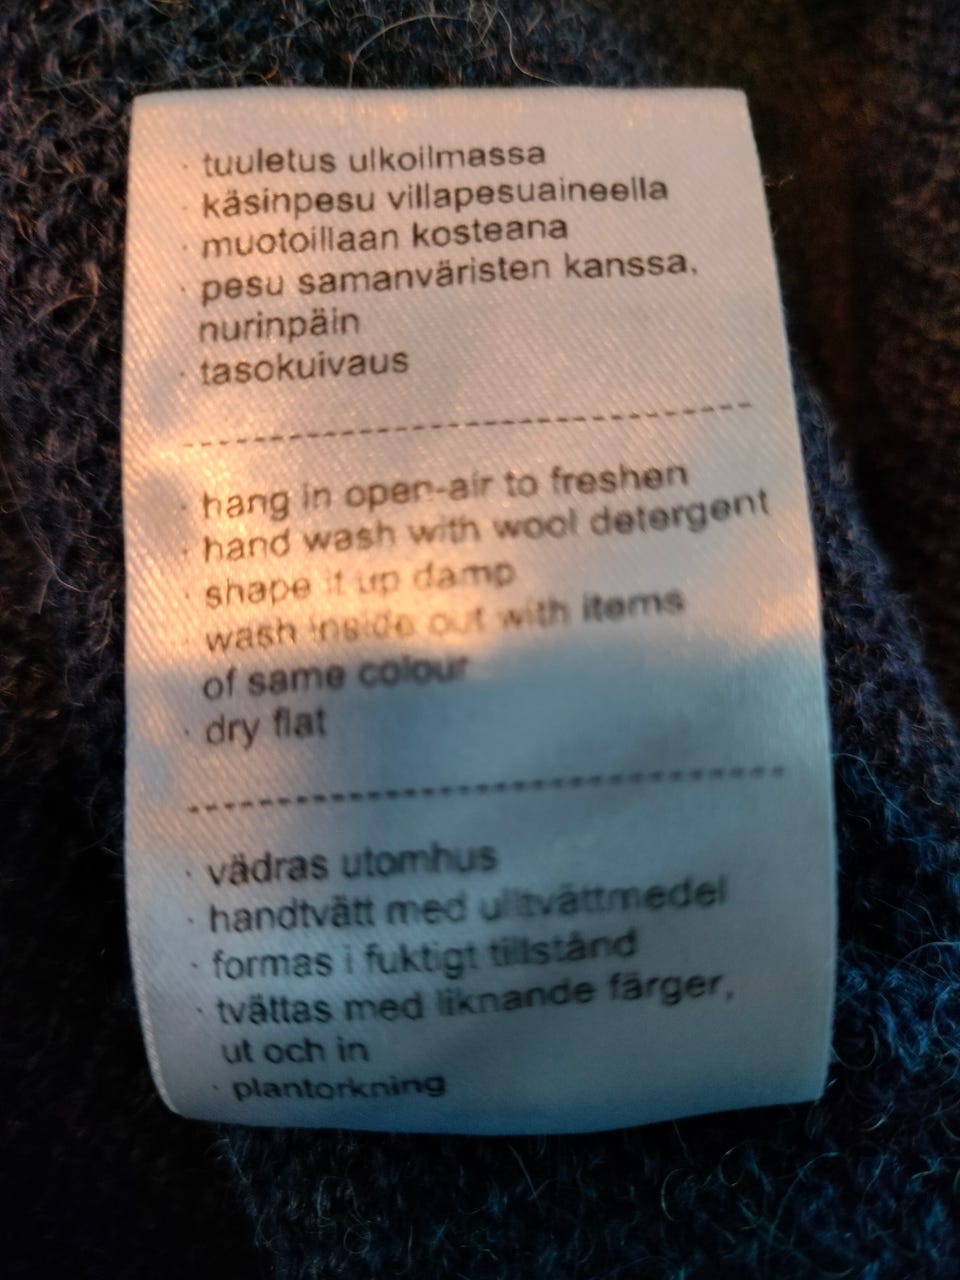 · tuuletus ulkoilmassa
· käsinpesu villapesuaineella
· muotoillaan kosteana
· pesu samanväristen kanssa,
nurinpäin
· tasokuivaus
· hang in open-air to freshen
· hand wash with wool detergent
· shape it up damp
· wash inside out with items
of same colour
· dry flat
· vädras utomhus
· handtvätt med ulltvättmedel
· formas i fuktigt tillstånd
· tvättas med liknande färger,
ut och in
· plantorkning